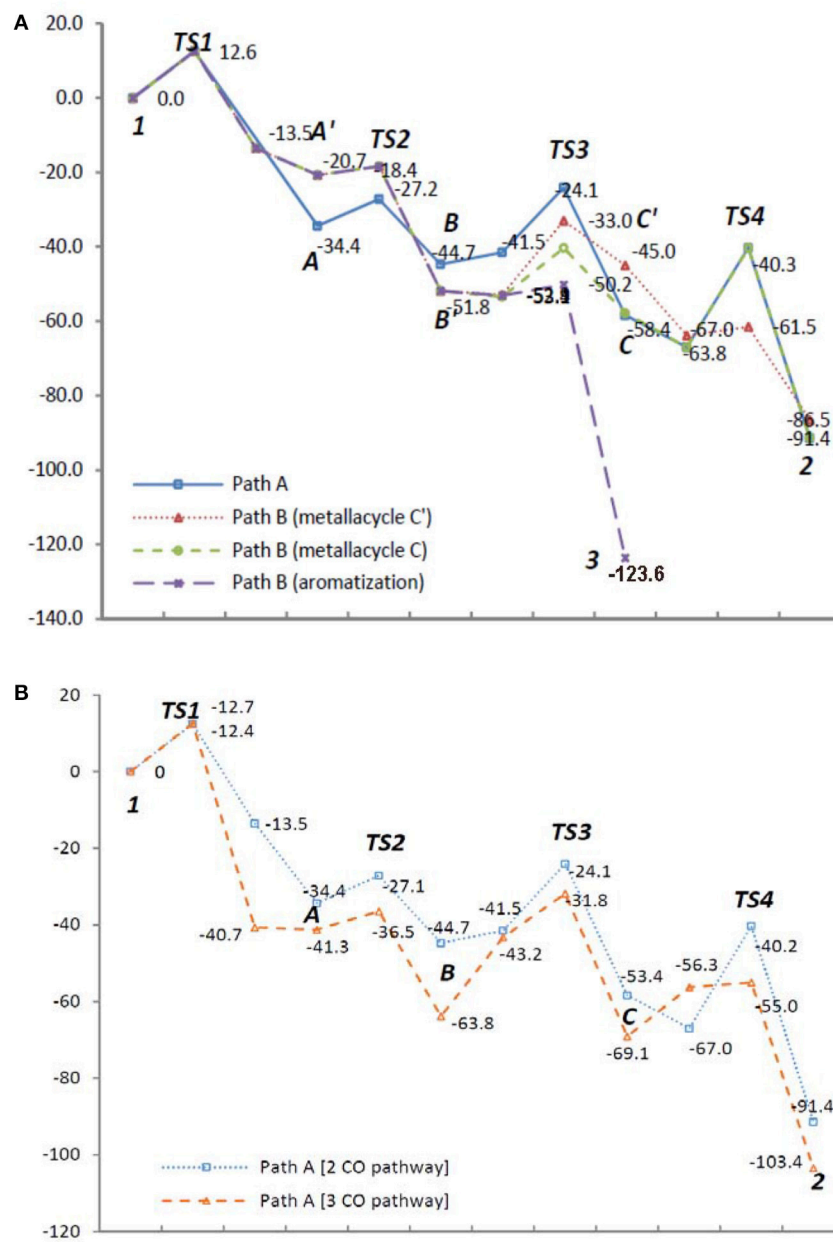 A
20.0
TS1
12.6
0.0
0.0
1
-13.5
A'
TS2
-20.0
-20.7
-18.4
TS3
-27.2
-24.1
-34.4
A
B
-33.0
C'
TS4
-40.0
-44.7
-41.5
-45.0
-40.3
-51.8
B'
-50.2
-60.0
C
-58.4
-67.0
-63.8
-61.5
-80.0
-86.5
-91.4
2
-100.0
Path A
Path B (metallacycle C')
Path B (metallacycle C)
Path B (aromatization)
-120.0
3
-123.6
-140.0
B
20
TS1
-12.7
-12.4
0
0
1
-13.5
-20
TS2
TS3
-34.4
-27.1
-24.1
-40
A
-40.7
-41.3
-36.5
-44.7
-41.5
-31.8
TS4
-43.2
-40.2
B
-53.4
-56.3
-60
-63.8
C
-55.0
-69.1
-67.0
-80
-91.4
-100
Path A [2 CO pathway]
-103.4
2
Path A [3 CO pathway]
-120